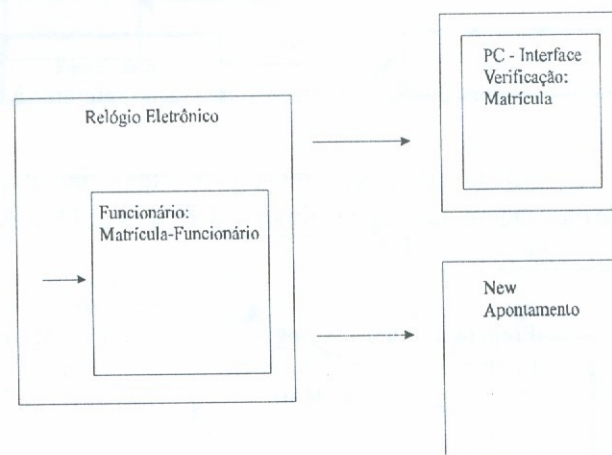 Relógio Eletrônico
Funcionário:
Matrícula-Funcionário
PC - Interface
Verificação:
Matrícula
New
Apontamento